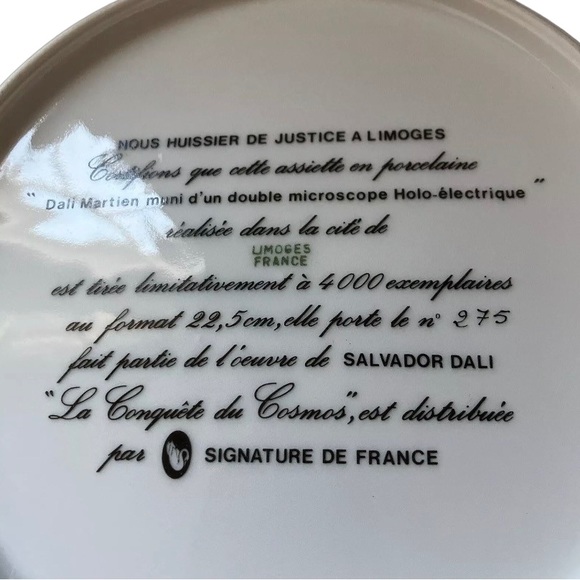 NOUS HUISSIER DE JUSTICE A LIMOGES
Certifions que cette assiette en porcelaine
" Dali Martien muni d'un double microscope Holo-électrique "
réalisée dans la cité de
LIMOGES
FRANCE
est tirée limitativement à 4000 exemplaires
au format 22,5cm, elle porte le n° 275
fait partie de l'oeuvre de SALVADOR DALI
"La Conquête du Cosmos", est distribuée
par SIGNATURE DE FRANCE